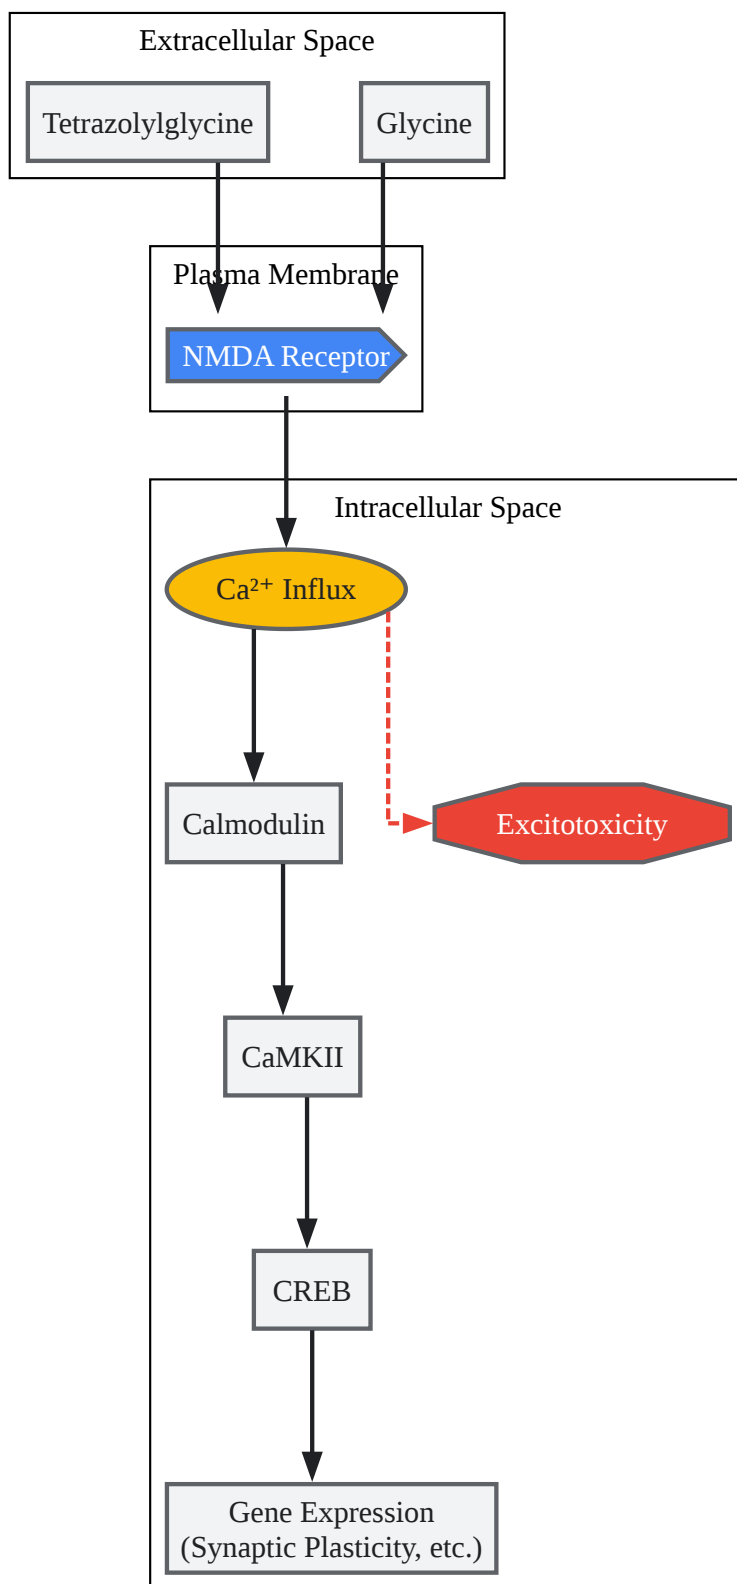 Extracellular Space
Tetrazolylglycine
Glycine
Plasma Membrane
NMDA Receptor
Intracellular Space
Ca²⁺ Influx
Calmodulin
Excitotoxicity
CaMKII
CREB
Gene Expression
(Synaptic Plasticity, etc.)